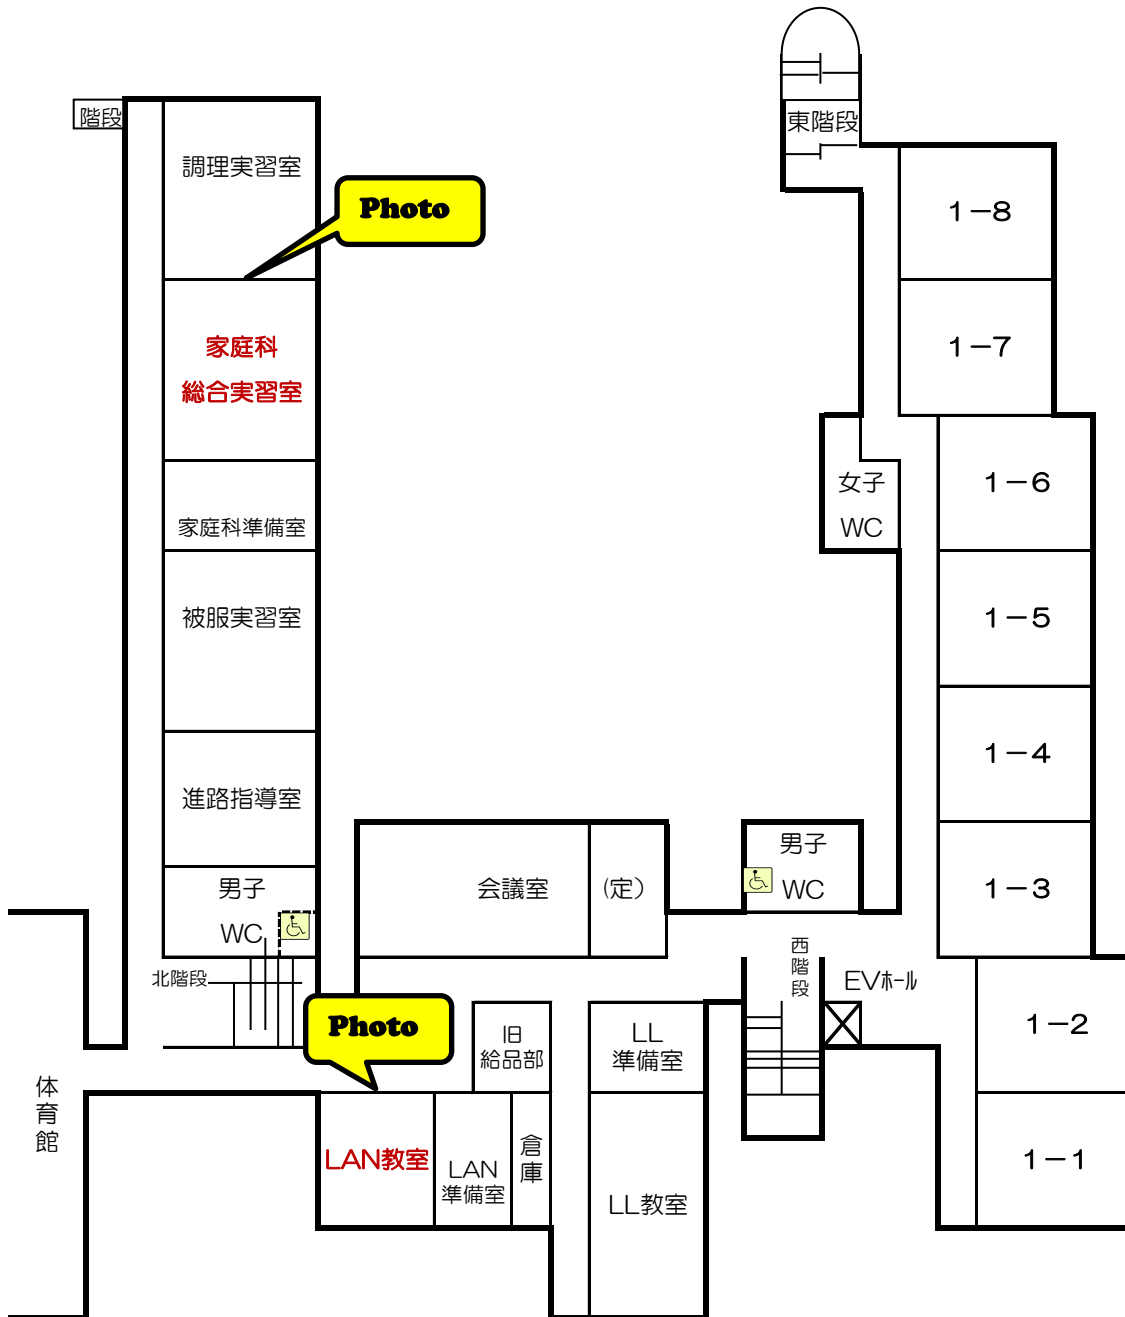 階段
調理実習室
Photo
家庭科
総合実習室
家庭科準備室
被服実習室
進路指導室
男子
WC
北階段
Photo
体育館
LAN教室
LAN
準備室
倉庫
旧
給品部
会議室
(定)
LL
準備室
LL教室
男子
WC
西階段
EVホール
東階段
女子
WC
1-8
1-7
1-6
1-5
1-4
1-3
1-2
1-1